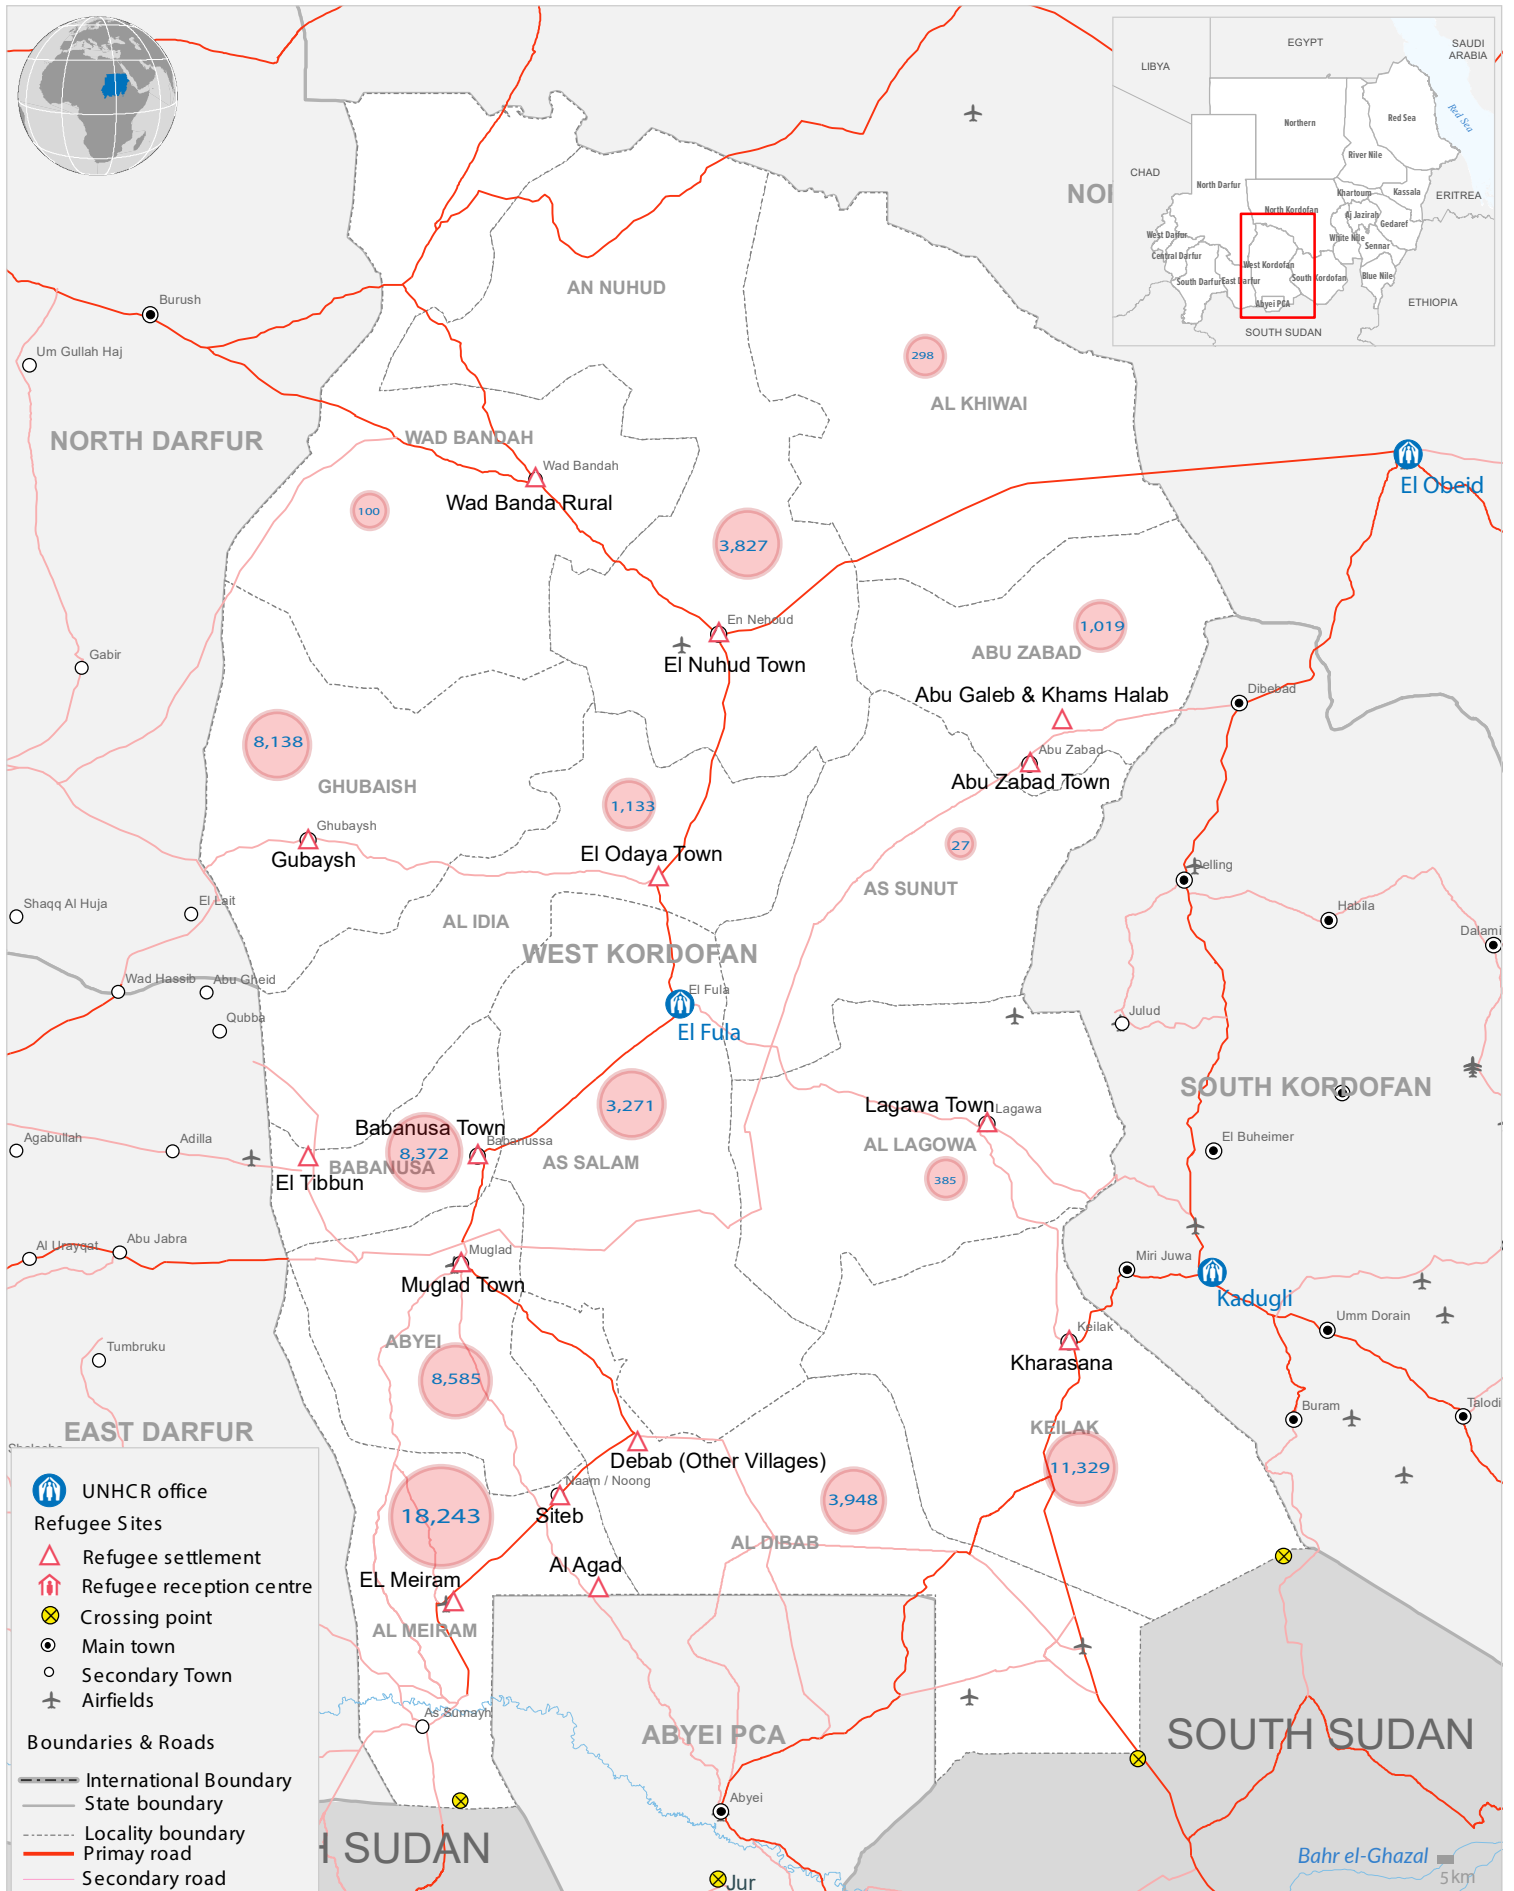 EGYPT
SAUDI
ARABIA
LIBYA
Red Sea
Northern
Red Sea
River Nile
CHAD
North Darfur
Khartoum
Kassala
ERITREA
North Kordofan
Aj Jazirah
Gedaref
West Darfur
White Nile
Sennar
Central Darfur
West Kordofan
South Kordofan
Blue Nile
South Darfur
East Darfur
Abyei PCA
ETHIOPIA
SOUTH SUDAN
NOR
AN NUHUD
Burush
Um Gullah Haj
298
AL KHIWAI
NORTH DARFUR
WAD BANDAH
Wad Bandah
Wad Banda Rural
El Obeid
100
3,827
En Nehoud
El Nuhud Town
1,019
ABU ZABAD
Gabir
Abu Galeb & Khams Halab
Dibebad
8,138
Abu Zabad
Abu Zabad Town
GHUBAISH
1,133
Ghubaysh
Gubaysh
El Odaya Town
27
AS SUNUT
Delling
Shaqq Al Huja
El Lait
AL IDIA
Habila
Dalami
WEST KORDOFAN
Wad Hassib
Abu Gheid
El Fula
El Fula
Qubba
Julud
SOUTH KORDOFAN
3,271
Lagawa Town
Lagawa
Babanusa Town
Babanussa
8,372
BABANUSA
AS SALAM
AL LAGOWA
Agabullah
Adilla
El Tibbun
385
El Buheimer
Al Urayqat
Abu Jabra
Muglad
Muglad Town
Miri Juwa
Kadugli
Tumbruku
ABYEI
8,585
Keilak
Kharasana
Umm Dorain
EAST DARFUR
KEILAK
Buram
Talodi
Debab (Other Villages)
11,329
Naam / Noong
Siteb
18,243
3,948
AL DIBAB
Al Agad
EL Meiram
AL MEIRAM
As Sumayh
ABYEI PCA
SOUTH SUDAN
Abyei
H SUDAN
Jur
Bahr el-Ghazal
5km
UNHCR office
Refugee Sites
Refugee settlement
Refugee reception centre
Crossing point
Main town
Secondary Town
Airfields
Boundaries & Roads
International Boundary
State boundary
Locality boundary
Primay road
Secondary road